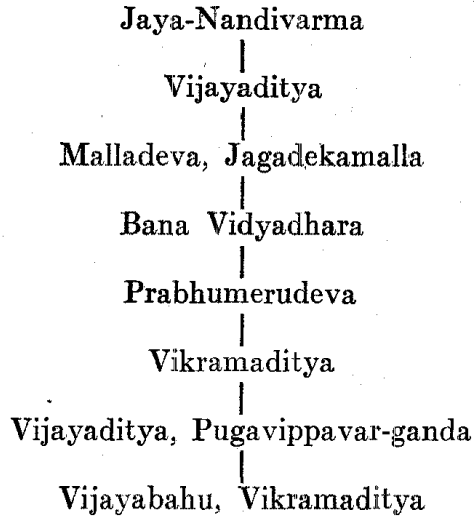 Jaya-Nandivarma
Vijayaditya
Malladeva, Jagadekamalla
Bana Vidyadhara
Prabhumerudeva
Vikramaditya
Vijayaditya, Pugavippavar-ganda
Vijayabahu, Vikramaditya